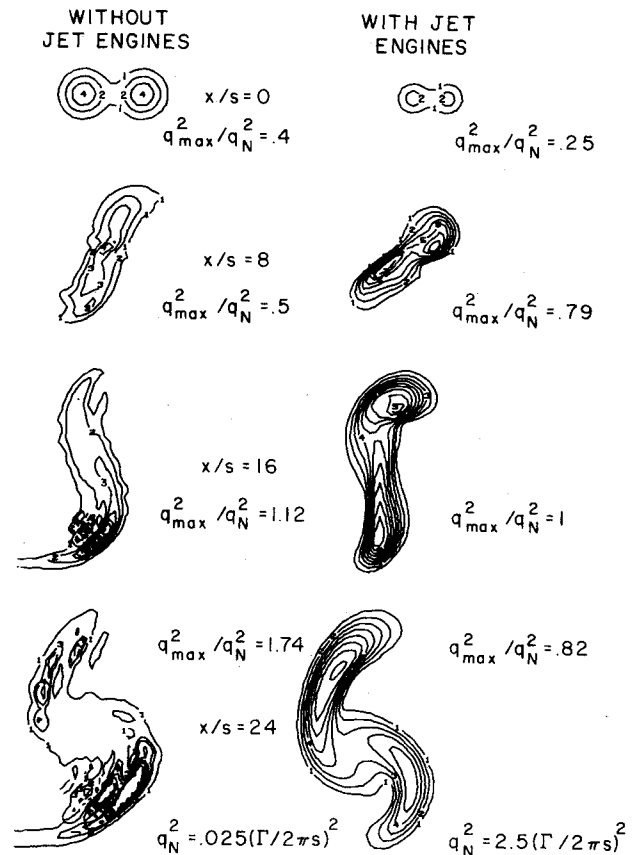 WITHOUT
JET ENGINES
WITH JET
ENGINES
x/s = 0
q²max/q²N = .4
q²max/q²N = .25
x/s = 8
q²max/q²N = .5
q²max/q²N = .79
x/s = 16
q²max/q²N = 1.12
q²max/q²N = 1
q²max/q²N = 1.74
q²max/q²N = .82
x/s = 24
q²N = .025(Γ/2πs)²
q²N = 2.5(Γ/2πs)²